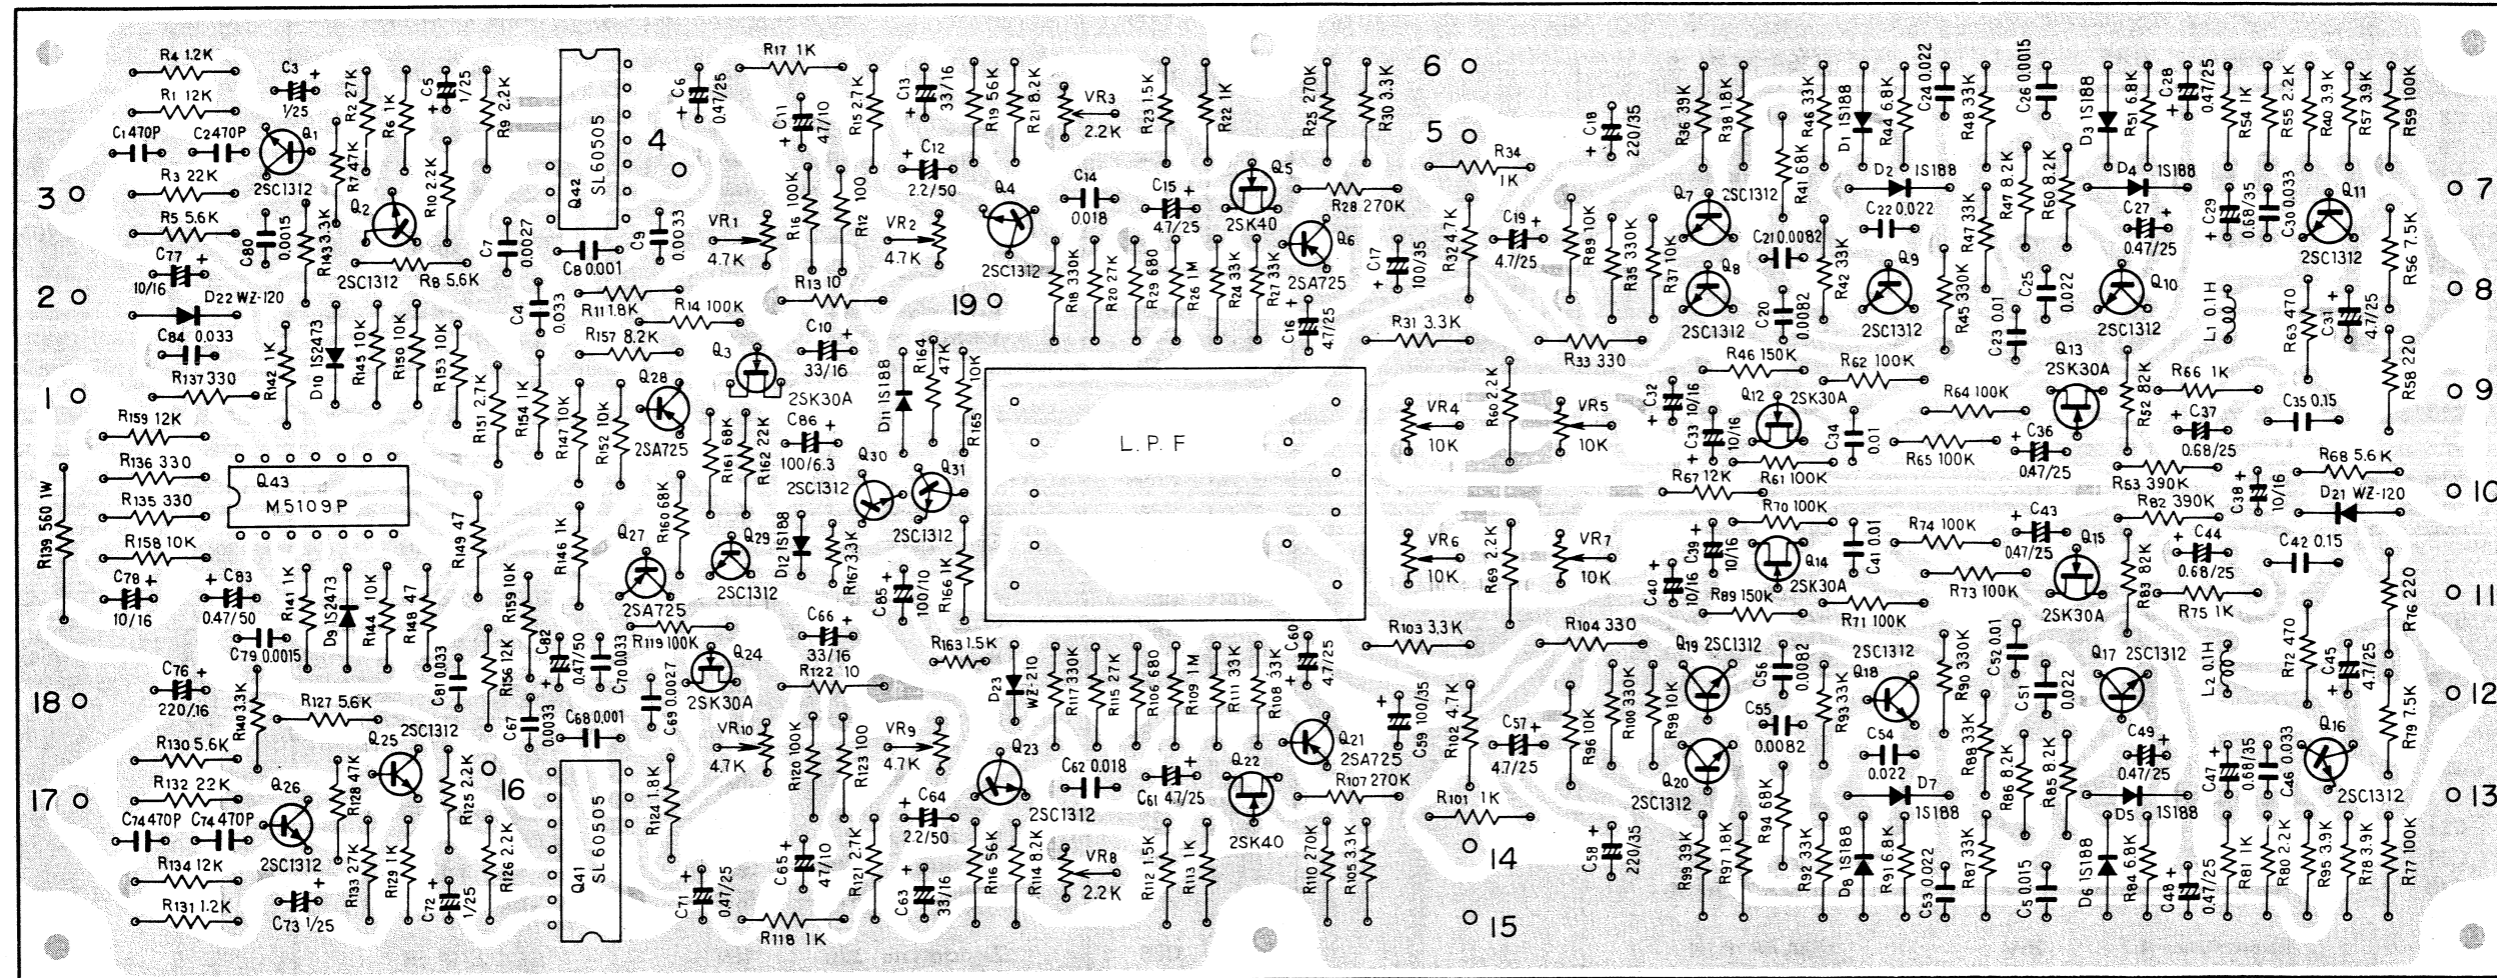 R4 1.2K
C3 +
1/25
R1 12K
C1 470P
C2 470P
Q1
2SC1312
R2 27K
R6 1K
C5 1/25 +
R9 2.2K
R7 47K
R10 2.2K
3
R3 22K
R5 5.6K
Q2
2SC1312
C77 +
10/16
C80 0.0015
R143 3.3K
R8 5.6K
2
D22 WZ-120
C84 0.033
R137 330
R142 1K
D10 1S2473
R145 10K
R150 10K
R153 10K
1
Q42
SL60505
4
C7 0.0027
C8 0.001
C9 0.0033
C4 0.033
R11 1.8K
R14 100K
R157 8.2K
C6 0.47/25 +
R17 1K
C11 47/10 +
R15 2.7K
C13 33/16 +
C12 +
2.2/50
R16 100K
R12 100
VR1
4.7K
VR2
4.7K
R13 10
C10 +
33/16
Q3
2SK30A
R19 56K
R21 8.2K
VR3
2.2K
R23 1.5K
R22 1K
R25 270K
R30 3.3K
Q4
2SC1312
C14
0.018
C15 +
4.7/25
Q5
2SK40
R28 270K
Q6
2SA725
19
R18 330K
R20 27K
R29 680
R26 1M
R24 33K
R27 33K
C16 4.7/25 +
C17 100/35 +
R31 3.3K
6
5
R34
1K
R32 4.7K
C18 220/35 +
C19 +
4.7/25
R89 10K
R35 330K
R37 10K
R33 330
R36 39K
R38 1.8K
R41 68K
R46 33K
D1 1S188
R44 6.8K
C24 0.022
R48 33K
C26 0.0015
D3 1S188
R51 6.8K
C28 0.47/25 +
R54 1K
R55 2.2K
R40 3.9K
R57 3.9K
R59 100K
Q7
2SC1312
D2 1S188
C22 0.022
C21 0.0082
Q8
2SC1312
C20 0.0082
R42 33K
Q9
2SC1312
R45 330K
R47 33K
R47 8.2K
R50 8.2K
C25 0.022
C23 0.01
D4 1S188
C27 +
0.47/25
Q10
2SC1312
C29 0.68/35 +
C30 0.033
Q11
2SC1312
R56 7.5K
7
L1 0.1H
R63 470
C31 4.7/25 +
8
R58 220
R159 12K
R151 2.7K
R154 1K
R147 10K
R152 10K
Q28
2SA725
R161 68K
R162 22K
C86 +
100/6.3
D11 1S188
R164 47K
R165 10K
L.P.F
VR4
10K
R60 2.2K
VR5
10K
C32 10/16 +
C33 10/16 +
R46 150K
Q12
2SK30A
C34 0.01
R62 100K
R64 100K
R65 100K
Q13
2SK30A
C36 +
0.47/25
R52 82K
R66 1K
C37 +
0.68/25
C35 0.15
9
R136 330
R135 330
R158 10K
R139 560 1W
Q43
M5109P
R149 47
R146 1K
R160 68K
Q30
2SC1312
Q31
2SC1312
R67 12K
R61 100K
R53 390K
R82 390K
C38 10/16 +
R68 5.6K
D21 WZ-120
10
Q27
2SA725
Q29
2SC1312
D12 1S188
R167 3.3K
C85 100/10 +
R166 1K
VR6
10K
R69 2.2K
VR7
10K
R70 100K
C39 10/16 +
C40 10/16 +
Q14
2SK30A
C41 0.01
R74 100K
R73 100K
R71 100K
R89 150K
C43 +
0.47/25
Q15
2SK30A
R83 82K
C44 +
0.68/25
C42 0.15
R75 1K
R76 220
11
C78 +
10/16
C83 +
0.47/50
R141 1K
D9 1S2473
R144 10K
R148 47
C79 0.0015
R159 10K
R156 12K
C81 0.033
C82 0.47/50 +
C70 0.033
R119 100K
Q24
2SK30A
C66 +
33/16
R122 10
R163 1.5K
D23 WZ-210
R117 330K
R115 27K
R106 680
R109 1M
R111 33K
R108 33K
C60 4.7/25 +
R103 3.3K
R104 330
18
C76 +
220/16
R140 3.3K
R127 5.6K
Q25
2SC1312
C67 0.0033
C68 0.001
C69 0.0027
VR10
4.7K
R120 100K
R123 100
VR9
4.7K
Q23
2SC1312
C62 0.018
C61 4.7/25 +
Q22
2SK40
Q21
2SA725
R107 270K
C59 100/35 +
R102 4.7K
C57 +
4.7/25
R96 10K
R100 330K
R98 10K
Q19 2SC1312
C56 0.0082
C55
0.0082
R93 33K
Q18
2SC1312
R90 330K
C52 0.01
C51 0.022
Q17 2SC1312
L2 0.1H
R72 470
C45 4.7/25 +
12
R79 7.5K
17
R130 5.6K
R132 22K
C74 470P
C74 470P
R134 12K
R131 1.2K
Q26
2SC1312
C73 1/25 +
R128 47K
R133 27K
R129 1K
R125 2.2K
C72 1/25 +
R126 2.2K
16
Q41
SL60505
R124 1.8K
C71 0.47/25 +
C65 47/10 +
R118 1K
R121 2.7K
C64 +
2.2/50
C63 33/16 +
R116 56K
R114 8.2K
VR8
2.2K
R112 1.5K
R113 1K
R110 270K
R105 3.3K
R101 1K
14
15
C58 220/35 +
Q20
2SC1312
R99 39K
R97 1.8K
R94 68K
R92 33K
D8 1S188
R91 6.8K
C54
0.022
D7
1S188
C53 0.022
R87 33K
R88 33K
R86 8.2K
R85 8.2K
C5 0.015
C49 +
0.47/25
D5 1S188
D6 1S188
R84 6.8K
C48 0.47/25 +
C47 0.68/35 +
C46 0.033
Q16
2SC1312
R81 1K
R80 2.2K
R95 3.9K
R78 3.9K
R77 100K
13